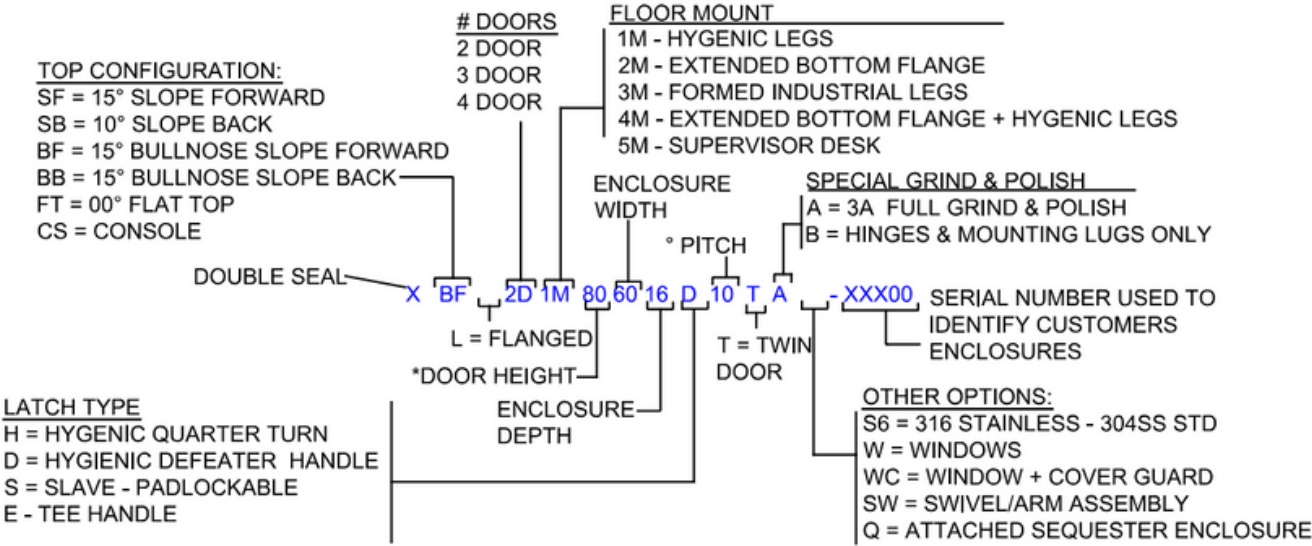 TOP CONFIGURATION:
SF = 15° SLOPE FORWARD
SB = 10° SLOPE BACK
BF = 15° BULLNOSE SLOPE FORWARD
BB = 15° BULLNOSE SLOPE BACK
FT = 00° FLAT TOP
CS = CONSOLE
# DOORS
2 DOOR
3 DOOR
4 DOOR
FLOOR MOUNT
1M - HYGENIC LEGS
2M - EXTENDED BOTTOM FLANGE
3M - FORMED INDUSTRIAL LEGS
4M - EXTENDED BOTTOM FLANGE + HYGENIC LEGS
5M - SUPERVISOR DESK
ENCLOSURE
WIDTH
° PITCH
SPECIAL GRIND & POLISH
A = 3A FULL GRIND & POLISH
B = HINGES & MOUNTING LUGS ONLY
DOUBLE SEAL
X BF 2D 1M 80 60 16 D 10 T A - XXX00
SERIAL NUMBER USED TO
IDENTIFY CUSTOMERS
ENCLOSURES
L = FLANGED
*DOOR HEIGHT
ENCLOSURE
DEPTH
T = TWIN
DOOR
LATCH TYPE
H = HYGENIC QUARTER TURN
D = HYGIENIC DEFEATER HANDLE
S = SLAVE - PADLOCKABLE
E - TEE HANDLE
OTHER OPTIONS:
S6 = 316 STAINLESS - 304SS STD
W = WINDOWS
WC = WINDOW + COVER GUARD
SW = SWIVEL/ARM ASSEMBLY
Q = ATTACHED SEQUESTER ENCLOSURE